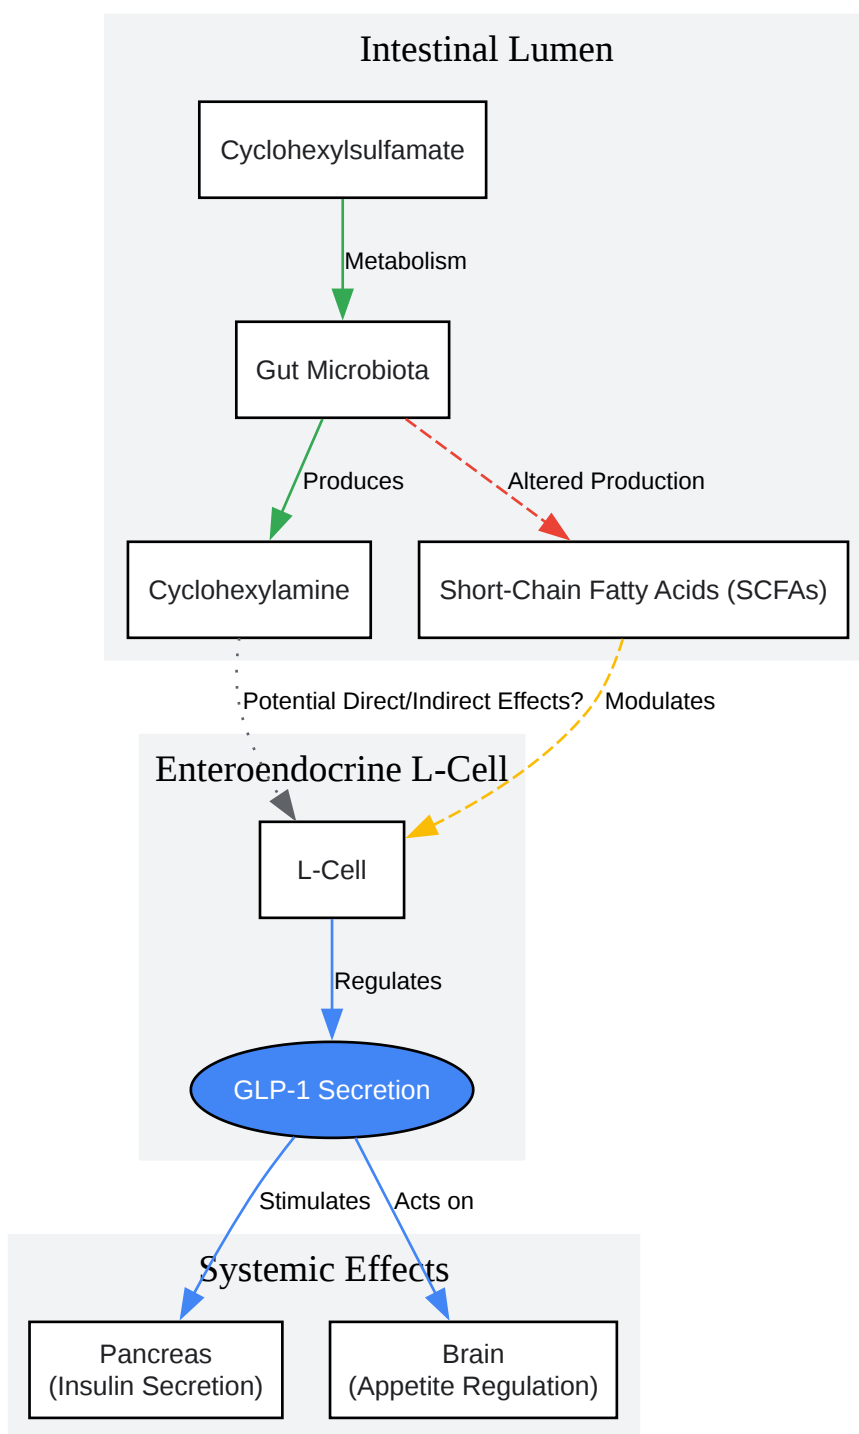 Intestinal Lumen
Cyclohexylsulfamate
Metabolism
Gut Microbiota
Produces
Altered Production
Cyclohexylamine
Short-Chain Fatty Acids (SCFAs)
Potential Direct/Indirect Effects?
Modulates
Enteroendocrine L-Cell
L-Cell
Regulates
GLP-1 Secretion
Stimulates
Acts on
Systemic Effects
Pancreas
(Insulin Secretion)
Brain
(Appetite Regulation)